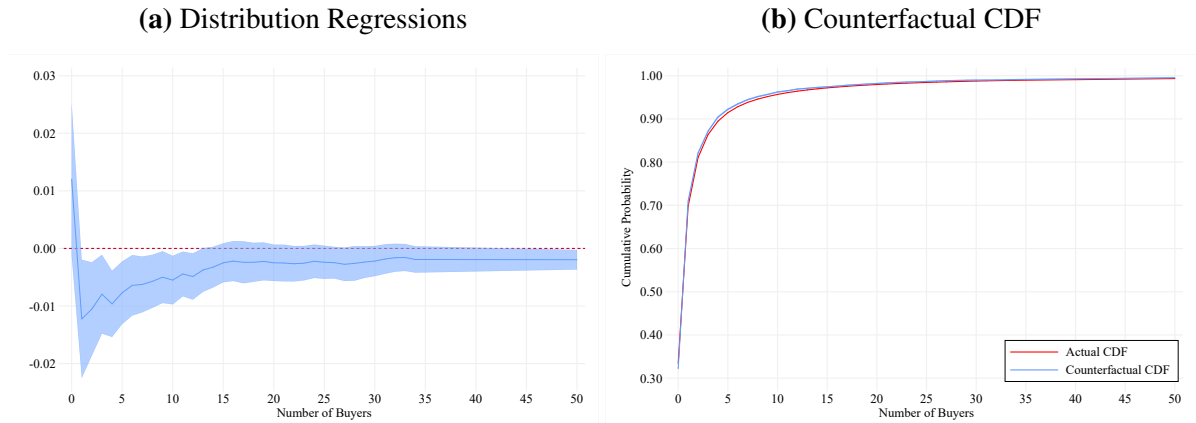 (a) Distribution Regressions
0.03
0.02
0.01
0.00
-0.01
-0.02
0 5 10 15 20 25 30 35 40 45 50
Number of Buyers
(b) Counterfactual CDF
Cumulative Probability
1.00
0.90
0.80
0.70
0.60
0.50
0.40
0.30
Actual CDF
Counterfactual CDF
0 5 10 15 20 25 30 35 40 45 50
Number of Buyers